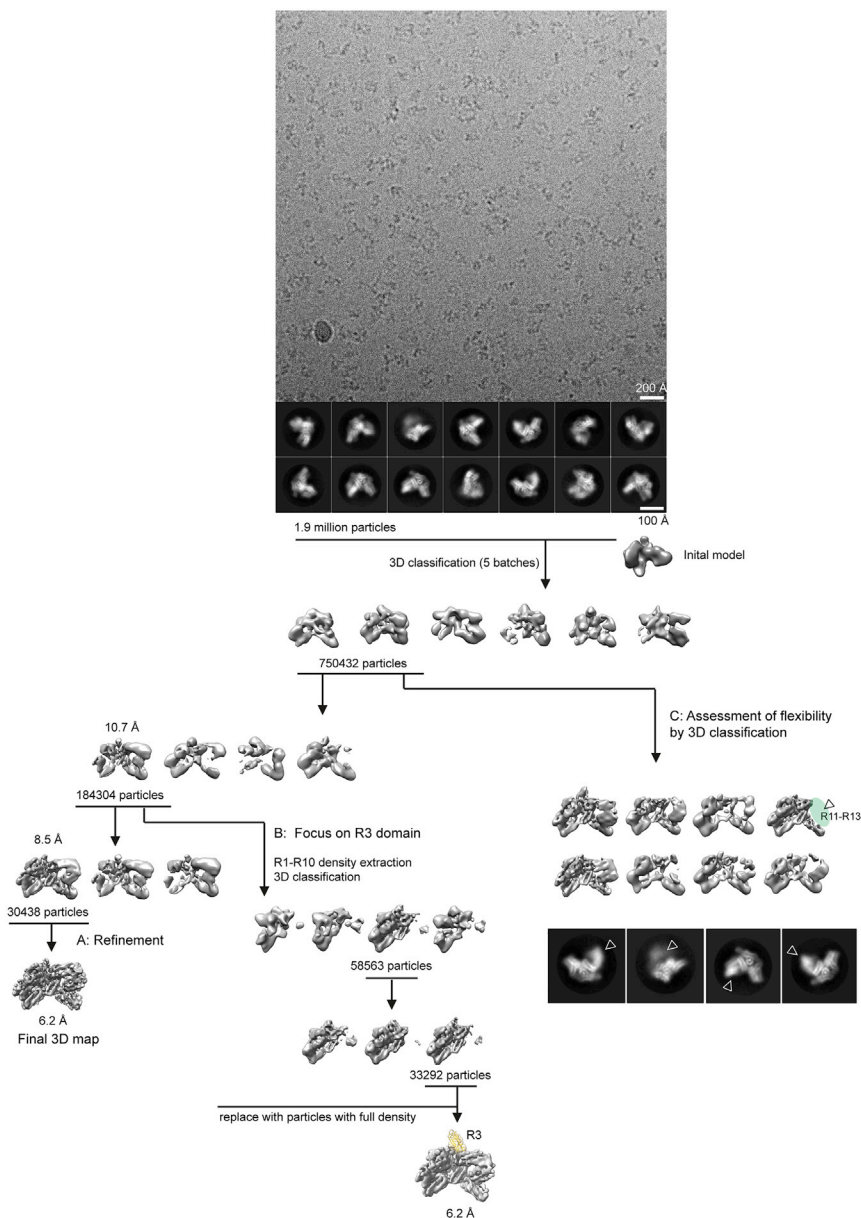 200 Å
100 Å
1.9 million particles
3D classification (5 batches)
Inital model
750432 particles
C: Assessment of flexibility
by 3D classification
10.7 Å
184304 particles
R11-R13
8.5 Å
B: Focus on R3 domain
R1-R10 density extraction
3D classification
30438 particles
A: Refinement
58563 particles
6.2 Å
Final 3D map
33292 particles
replace with particles with full density
R3
6.2 Å